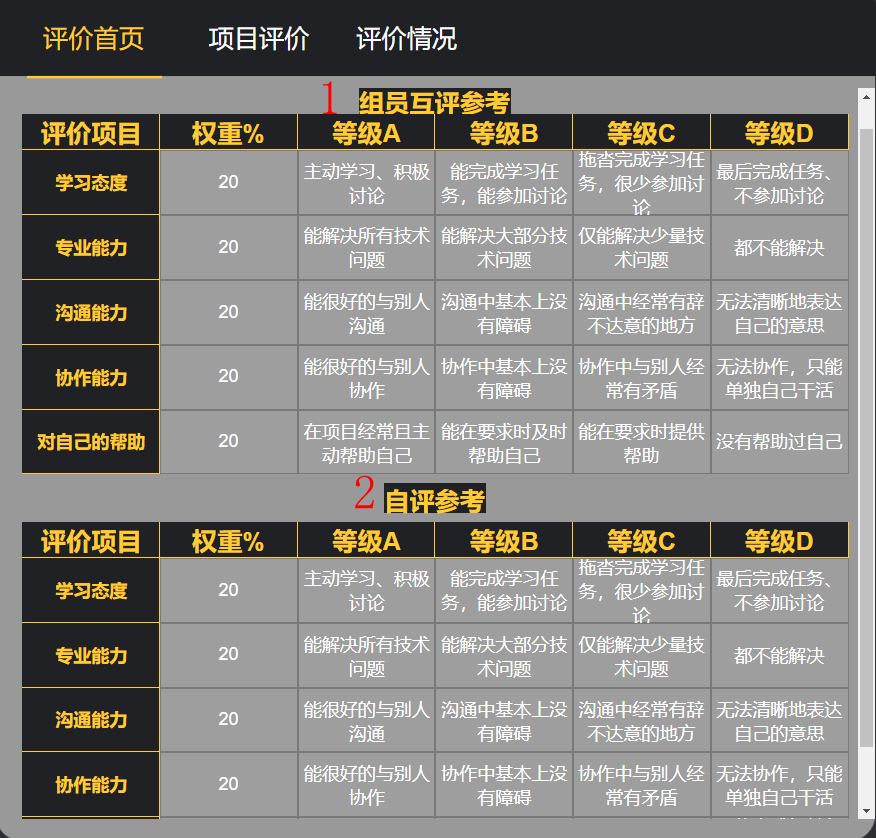 评价首页 项目评价 评价情况
1 组员互评参考
评价项目 权重% 等级A 等级B 等级C 等级D
学习态度 20 主动学习、积极讨论 能完成学习任务，能参加讨论 拖沓完成学习任务，很少参加讨论 最后完成任务、不参加讨论
专业能力 20 能解决所有技术问题 能解决大部分技术问题 仅能解决少量技术问题 都不能解决
沟通能力 20 能很好的与别人沟通 沟通中基本上没有障碍 沟通中经常有辞不达意的地方 无法清晰地表达自己的意思
协作能力 20 能很好的与别人协作 协作中基本上没有障碍 协作中与别人经常有矛盾 无法协作，只能单独自己干活
对自己的帮助 20 在项目经常且主动帮助自己 能在要求时及时帮助自己 能在要求时提供帮助 没有帮助过自己
2 自评参考
评价项目 权重% 等级A 等级B 等级C 等级D
学习态度 20 主动学习、积极讨论 能完成学习任务，能参加讨论 拖沓完成学习任务，很少参加讨论 最后完成任务、不参加讨论
专业能力 20 能解决所有技术问题 能解决大部分技术问题 仅能解决少量技术问题 都不能解决
沟通能力 20 能很好的与别人沟通 沟通中基本上没有障碍 沟通中经常有辞不达意的地方 无法清晰地表达自己的意思
协作能力 20 能很好的与别人协作 协作中基本上没有障碍 协作中与别人经常有矛盾 无法协作，只能单独自己干活